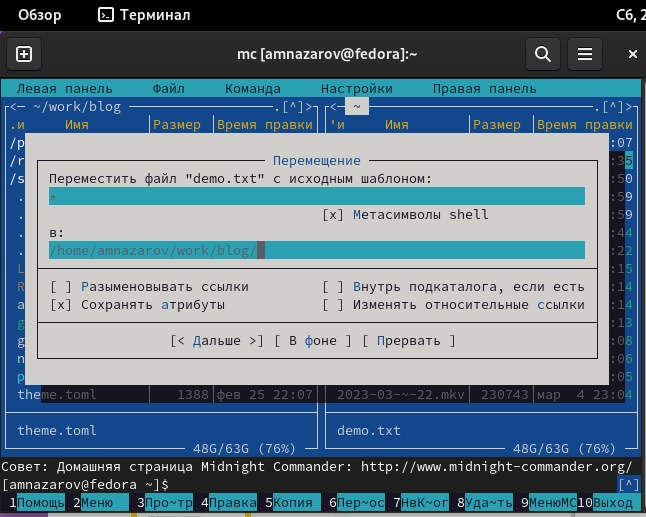 Обзор Терминал Сб, 2
mc [amnazarov@fedora]:~
Левая панель Файл Команда Настройки Правая панель
<— ~/work/blog .[^]> <— ~ .[^]>
.и Имя Размер Время правки 'и Имя Размер Время правки
/p :07
/r :35
/s :50
Перемещение
Переместить файл "demo.txt" с исходным шаблоном:
*
[x] Метасимволы shell
в:
/home/amnazarov/work/blog/
[ ] Разыменовывать ссылки [ ] Внутрь подкаталога, если есть
[x] Сохранять атрибуты [ ] Изменять относительные ссылки
[< Дальше >] [ В фоне ] [ Прервать ]
theme.toml 1388 фев 25 22:07 2023-03-~-22.mkv 230743 мар 4 23:04
theme.toml demo.txt
48G/63G (76%) 48G/63G (76%)
Совет: Домашняя страница Midnight Commander: http://www.midnight-commander.org/
[amnazarov@fedora ~]$ [^]
1Помощь 2Меню 3Про~тр 4Правка 5Копия 6Пер~ос 7НвК~ог 8Уда~ть 9МенюMC 10Выход